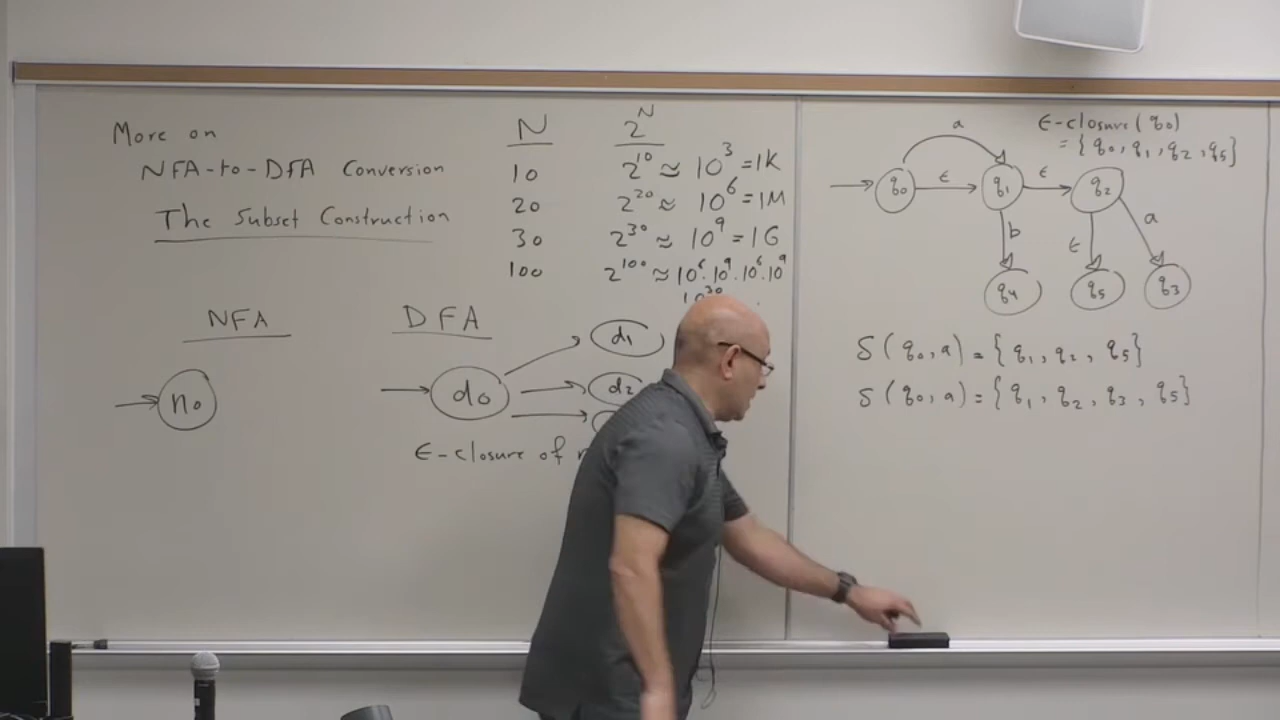 More on
NFA-to-DFA Conversion
The Subset Construction
N 2^N
10 2^10 ≈ 10^3 = 1K
20 2^20 ≈ 10^6 = 1M
30 2^30 ≈ 10^9 = 1G
100 2^100 ≈ 10^6.10^9.10^6.10^9
10^30
NFA
n0
DFA
d0
d1
d2
ε-closure of
ε-closure(q0)
= {q0, q1, q2, q5}
a
q0 ε q1 ε q2
b ε a
q4 q5 q3
δ(q0, a) = {q1, q2, q5}
δ(q0, a) = {q1, q2, q3, q5}